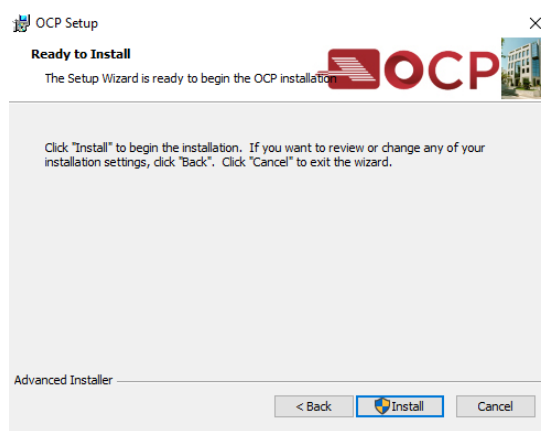 OCP Setup
Ready to Install
The Setup Wizard is ready to begin the OCP installation
OCP
Click "Install" to begin the installation. If you want to review or change any of your
installation settings, click "Back". Click "Cancel" to exit the wizard.
Advanced Installer
< Back Install Cancel